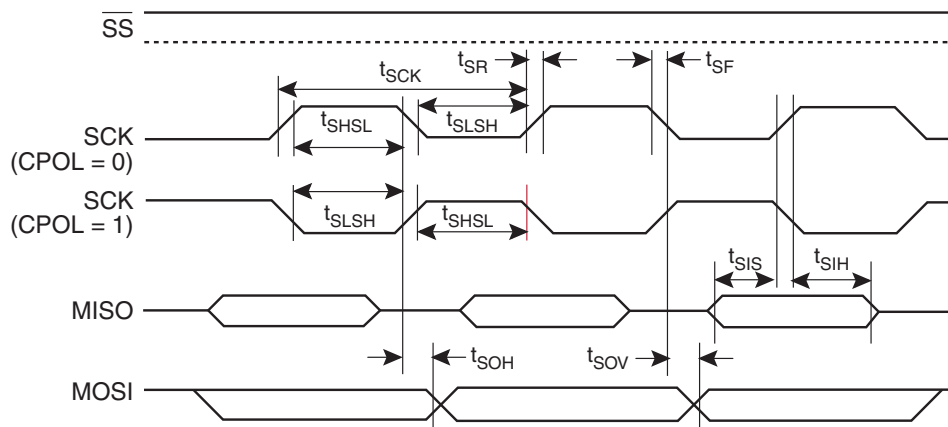 SS
tSCK
tSR
tSF
SCK
(CPOL = 0)
tSHSL
tSLSH
SCK
(CPOL = 1)
tSLSH
tSHSL
tSIS
tSIH
MISO
tSOH
tSOV
MOSI